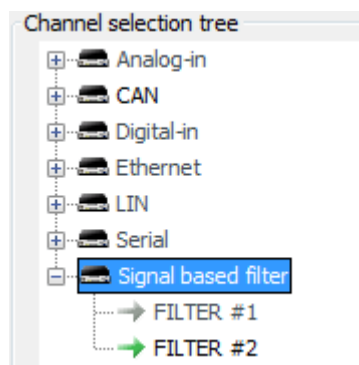 Channel selection tree
Analog-in
CAN
Digital-in
Ethernet
LIN
Serial
Signal based filter
FILTER #1
FILTER #2